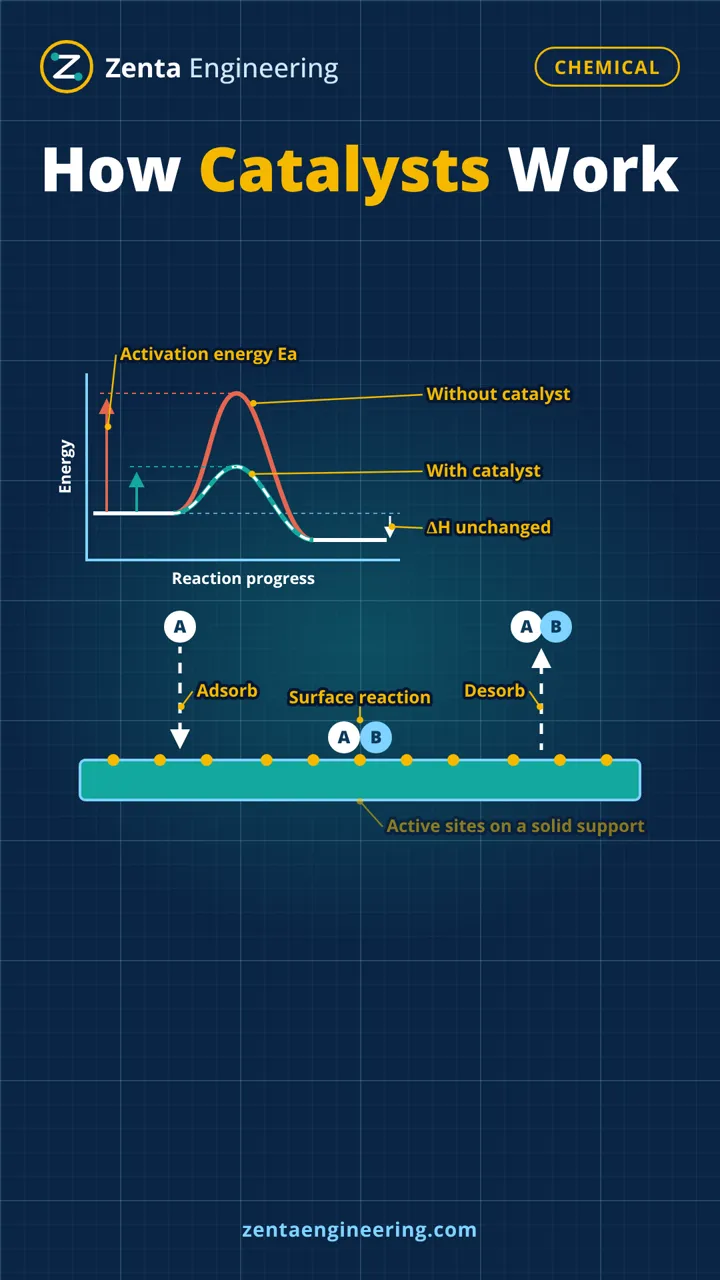 Z Zenta Engineering
CHEMICAL
How Catalysts Work
Activation energy Ea
Without catalyst
With catalyst
ΔH unchanged
Energy
Reaction progress
A
A B
Adsorb
Surface reaction
Desorb
A B
Active sites on a solid support
zentaengineering.com